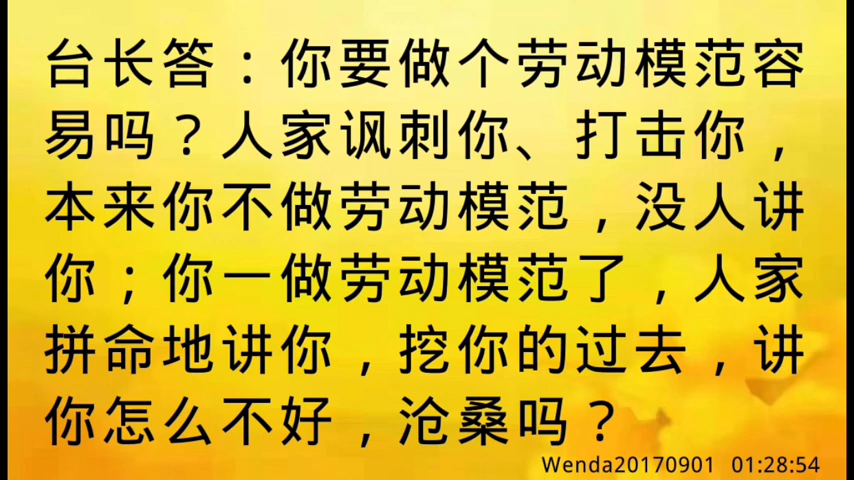 台长答：你要做个劳动模范容
易吗？人家讽刺你、打击你，
本来你不做劳动模范，没人讲
你；你一做劳动模范了，人家
拼命地讲你，挖你的过去，讲
你怎么不好，沧桑吗？
Wenda20170901 01:28:54